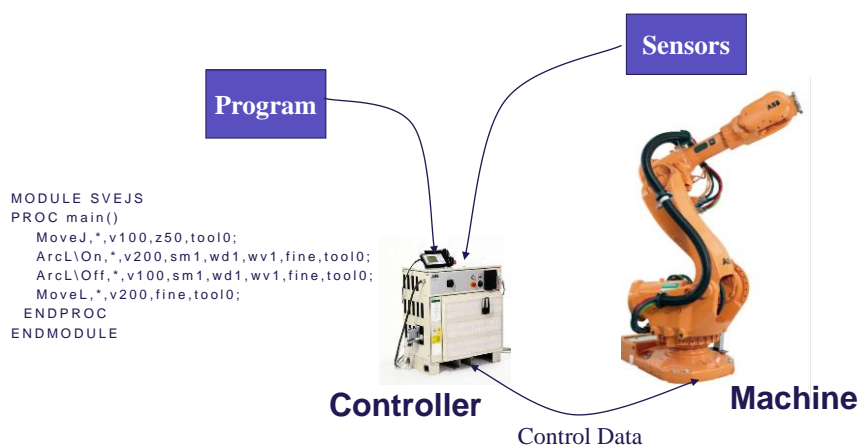 Sensors
Program
ABB
MODULE SVEJS
PROC main()
MoveJ,*,v100,z50,tool0;
ArcL\On,*,v200,sm1,wd1,wv1,fine,tool0;
ArcL\Off,*,v100,sm1,wd1,wv1,fine,tool0;
MoveL,*,v200,fine,tool0;
ENDPROC
ENDMODULE
Controller
Machine
Control Data